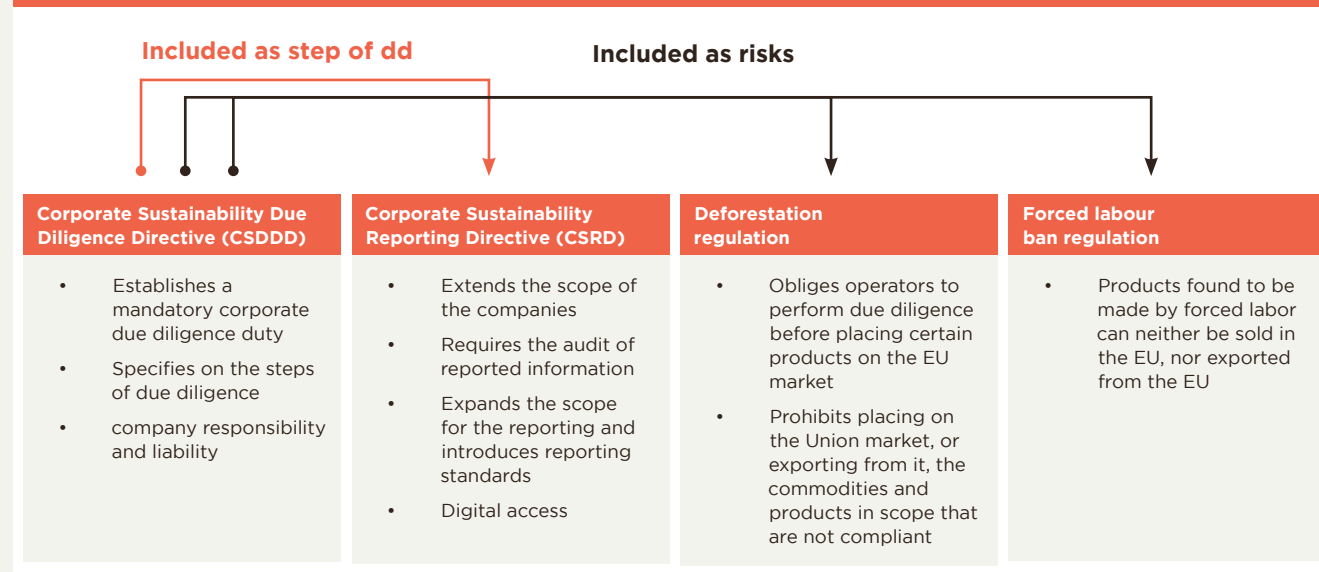 Included as step of dd
Included as risks
Corporate Sustainability Due
Diligence Directive (CSDDD)
• Establishes a
mandatory corporate
due diligence duty
• Specifies on the steps
of due diligence
• company responsibility
and liability
Corporate Sustainability
Reporting Directive (CSRD)
• Extends the scope of
the companies
• Requires the audit of
reported information
• Expands the scope
for the reporting and
introduces reporting
standards
• Digital access
Deforestation
regulation
• Obliges operators to
perform due diligence
before placing certain
products on the EU
market
• Prohibits placing on
the Union market, or
exporting from it, the
commodities and
products in scope that
are not compliant
Forced labour
ban regulation
• Products found to be
made by forced labor
can neither be sold in
the EU, nor exported
from the EU